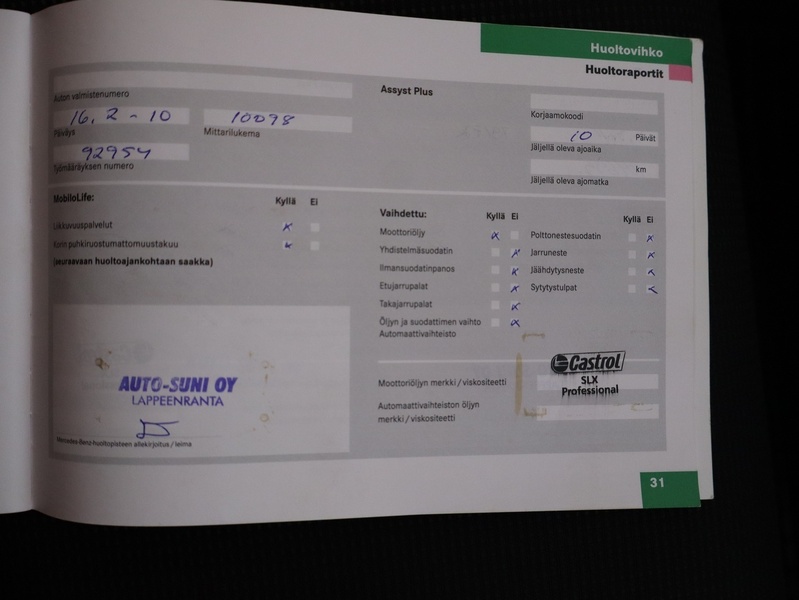 Huoltovihko
Huoltoraportit
Auton valmistenumero
16.2-10
Päiväys
10098
Mittarilukema
92954
Työmääräyksen numero
Assyst Plus
Korjaamokoodi
10 Päivät
Jäljellä oleva ajoaika
km
Jäljellä oleva ajomatka
MobiloLife:
Kyllä Ei
Liikkuvuuspalvelut x
Korin puhkiruostumattomuustakuu x
(seuraavaan huoltoajankohtaan saakka)
AUTO-SUNI OY
LAPPEENRANTA
Mercedes-Benz-huoltopisteen allekirjoitus / leima
Vaihdettu: Kyllä Ei
Moottoriöljy x
Yhdistelmäsuodatin x
Ilmansuodatinpanos x
Etujarrupalat x
Takajarrupalat x
Öljyn ja suodattimen vaihto x
Automaattivaihteisto
Kyllä Ei
Polttonestesuodatin x
Jarruneste x
Jäähdytysneste x
Sytytystulpat x
Moottoriöljyn merkki / viskositeetti
Castrol
SLX
Professional
Automaattivaihteiston öljyn
merkki / viskositeetti
31